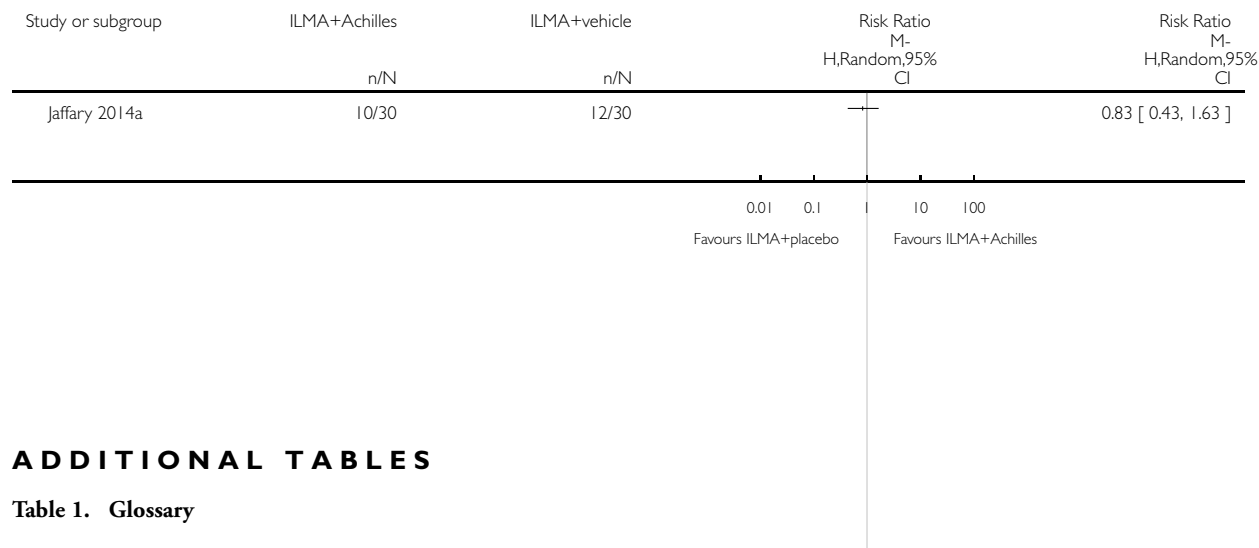 Study or subgroup ILMA+Achilles ILMA+vehicle Risk Ratio Risk Ratio
M- M-
H,Random,95% H,Random,95%
n/N n/N CI CI
Jaffary 2014a 10/30 12/30 0.83 [ 0.43, 1.63 ]
0.01 0.1 1 10 100
Favours ILMA+placebo Favours ILMA+Achilles
ADDITIONAL TABLES
Table 1. Glossary